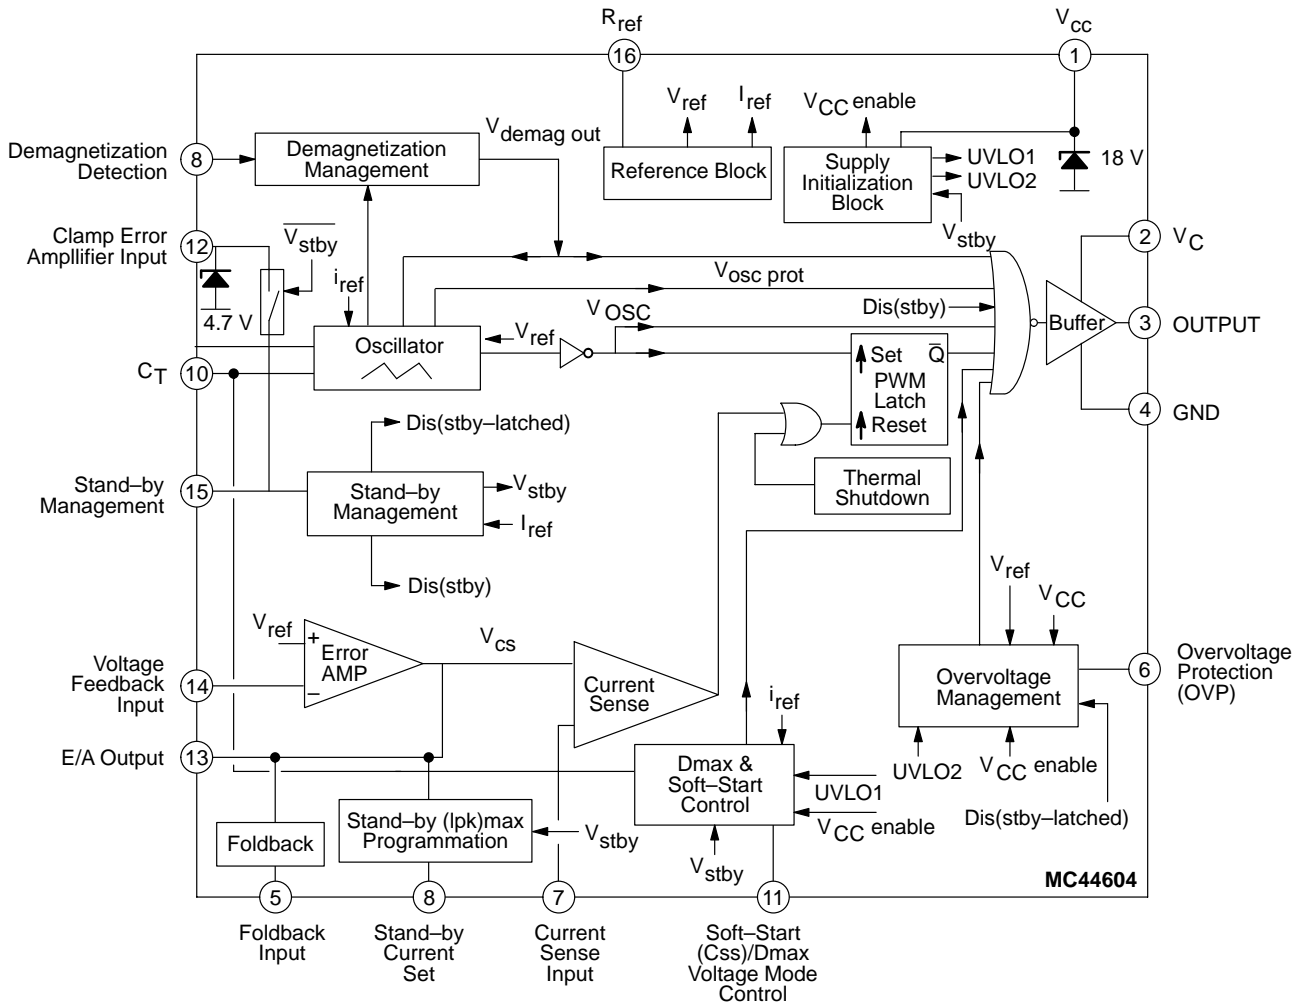 Rref
16
Vcc
1
Vref
Iref
VCC enable
Demagnetization
Detection
8
Demagnetization
Management
Vdemag out
Reference Block
Supply
Initialization
Block
UVLO1
UVLO2
18 V
Vstby
Clamp Error
Ampllifier Input
12
Vstby
4.7 V
iref
2
VC
Vosc prot
VOSC
Dis(stby)
Oscillator
Vref
Buffer
3
OUTPUT
CT
10
Set
Q
PWM
Latch
Reset
4
GND
Dis(stby–latched)
Thermal
Shutdown
Stand–by
Management
15
Stand–by
Management
Vstby
Iref
Dis(stby)
Vref
VCC
Vref
+
Error
AMP
–
Vcs
Voltage
Feedback
Input
14
Current
Sense
iref
Overvoltage
Management
6
Overvoltage
Protection
(OVP)
E/A Output
13
Dmax &
Soft–Start
Control
UVLO1
VCC enable
UVLO2
VCC enable
Dis(stby–latched)
Foldback
Stand–by (Ipk)max
Programmation
Vstby
Vstby
MC44604
5
8
7
11
Foldback
Input
Stand–by
Current
Set
Current
Sense
Input
Soft–Start
(Css)/Dmax
Voltage Mode
Control